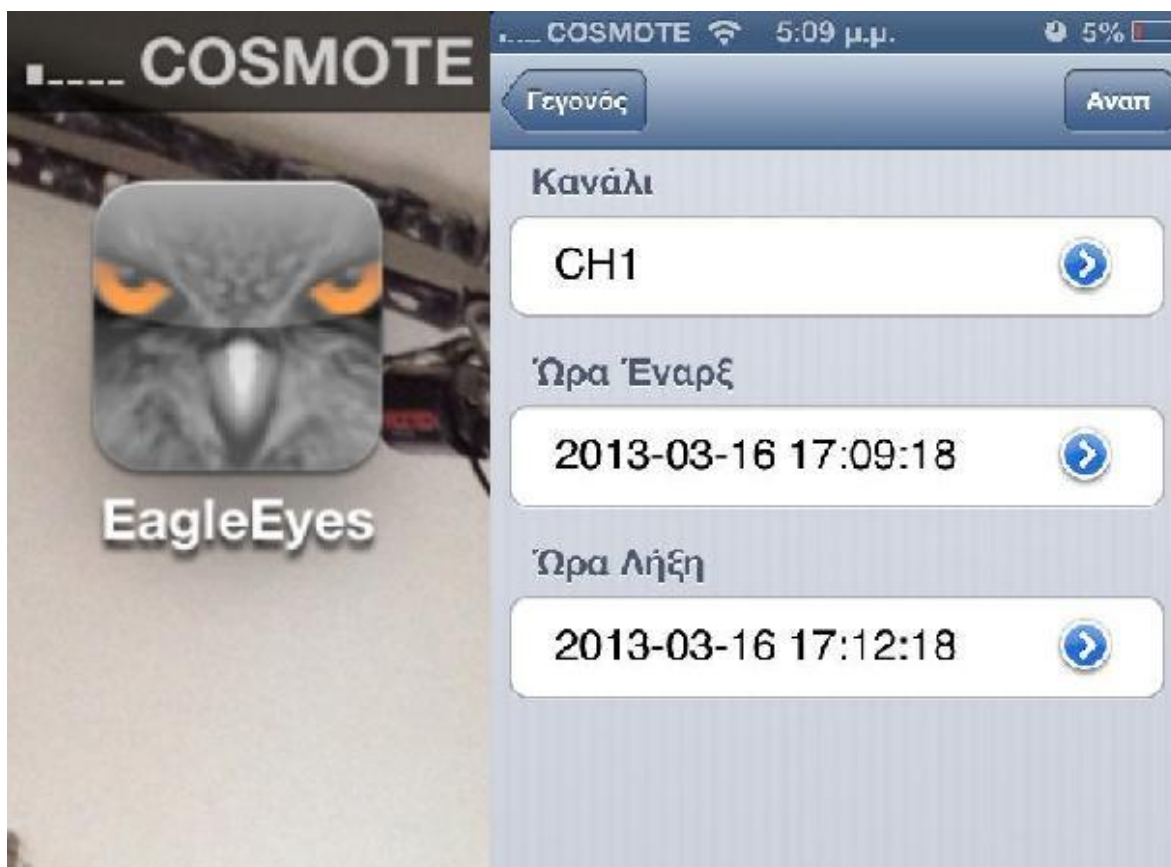 COSMOTE
EagleEyes
COSMOTE 5:09 μ.μ. 5%
Γεγονός
Αναπ
Κανάλι
CH1
Ώρα Έναρξ
2013-03-16 17:09:18
Ώρα Λήξη
2013-03-16 17:12:18